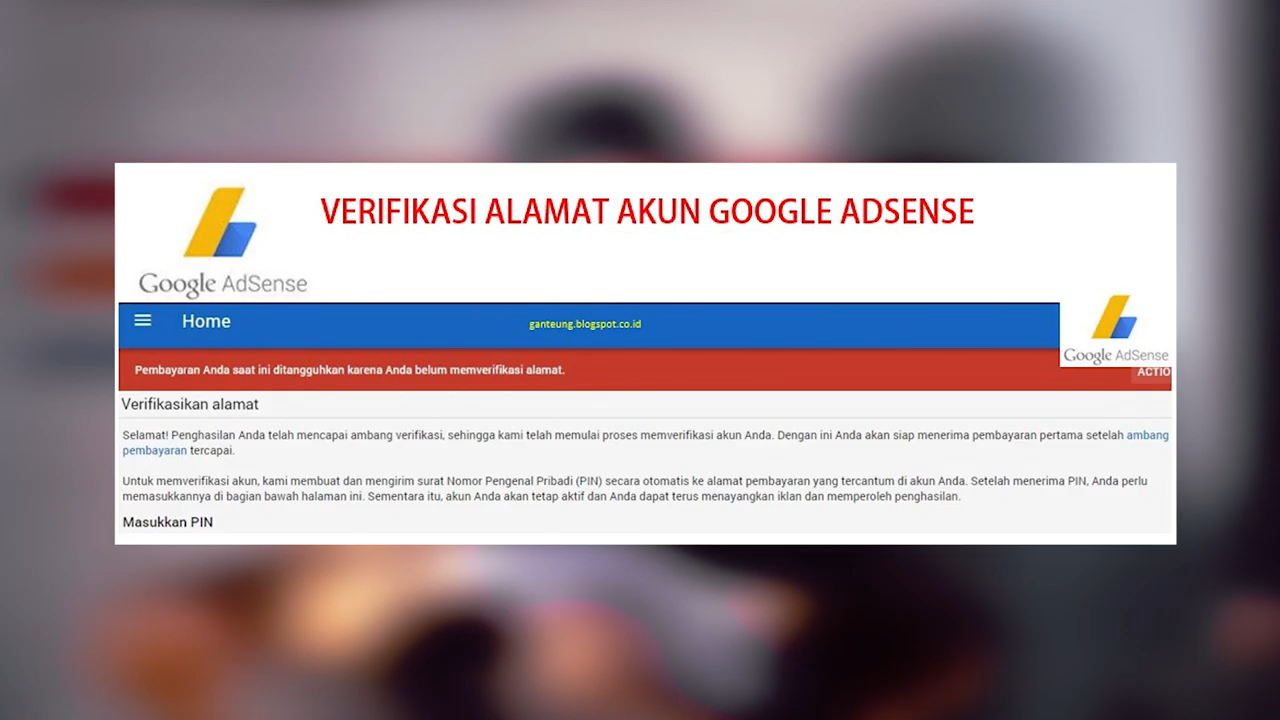 VERIFIKASI ALAMAT AKUN GOOGLE ADSENSE
Google AdSense
Home
ganteung.blogspot.co.id
Google AdSense
Pembayaran Anda saat ini ditangguhkan karena Anda belum memverifikasi alamat.
ACTIO
Verifikasikan alamat
Selamat! Penghasilan Anda telah mencapai ambang verifikasi, sehingga kami telah memulai proses memverifikasi akun Anda. Dengan ini Anda akan siap menerima pembayaran pertama setelah ambang
pembayaran tercapai.
Untuk memverifikasi akun, kami membuat dan mengirim surat Nomor Pengenal Pribadi (PIN) secara otomatis ke alamat pembayaran yang tercantum di akun Anda. Setelah menerima PIN, Anda perlu
memasukkannya di bagian bawah halaman ini. Sementara itu, akun Anda akan tetap aktif dan Anda dapat terus menayangkan iklan dan memperoleh penghasilan.
Masukkan PIN